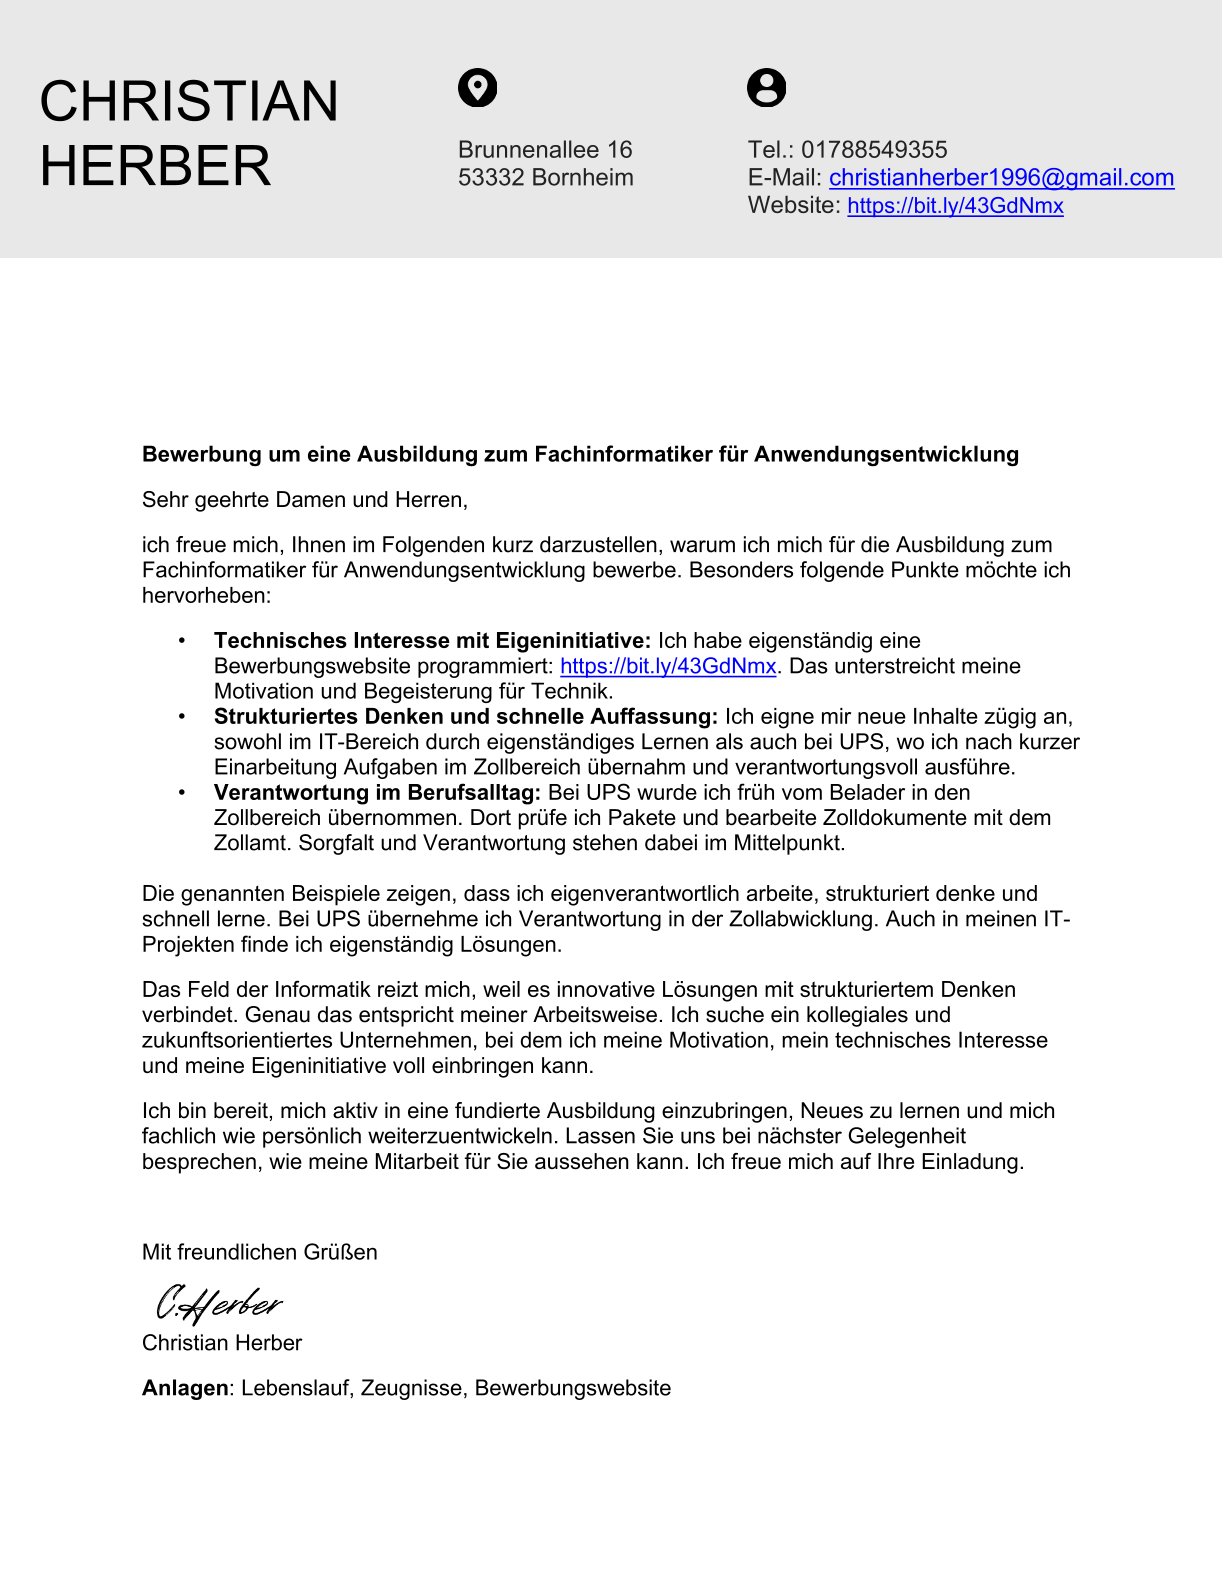 CHRISTIAN
HERBER
Brunnenallee 16
53332 Bornheim
Tel.: 01788549355
E-Mail: christianherber1996@gmail.com
Website: https://bit.ly/43GdNmx
Bewerbung um eine Ausbildung zum Fachinformatiker für Anwendungsentwicklung
Sehr geehrte Damen und Herren,
ich freue mich, Ihnen im Folgenden kurz darzustellen, warum ich mich für die Ausbildung zum
Fachinformatiker für Anwendungsentwicklung bewerbe. Besonders folgende Punkte möchte ich
hervorheben:
• Technisches Interesse mit Eigeninitiative: Ich habe eigenständig eine
Bewerbungswebsite programmiert: https://bit.ly/43GdNmx. Das unterstreicht meine
Motivation und Begeisterung für Technik.
• Strukturiertes Denken und schnelle Auffassung: Ich eigne mir neue Inhalte zügig an,
sowohl im IT-Bereich durch eigenständiges Lernen als auch bei UPS, wo ich nach kurzer
Einarbeitung Aufgaben im Zollbereich übernahm und verantwortungsvoll ausführe.
• Verantwortung im Berufsalltag: Bei UPS wurde ich früh vom Belader in den
Zollbereich übernommen. Dort prüfe ich Pakete und bearbeite Zolldokumente mit dem
Zollamt. Sorgfalt und Verantwortung stehen dabei im Mittelpunkt.
Die genannten Beispiele zeigen, dass ich eigenverantwortlich arbeite, strukturiert denke und
schnell lerne. Bei UPS übernehme ich Verantwortung in der Zollabwicklung. Auch in meinen IT-
Projekten finde ich eigenständig Lösungen.
Das Feld der Informatik reizt mich, weil es innovative Lösungen mit strukturiertem Denken
verbindet. Genau das entspricht meiner Arbeitsweise. Ich suche ein kollegiales und
zukunftsorientiertes Unternehmen, bei dem ich meine Motivation, mein technisches Interesse
und meine Eigeninitiative voll einbringen kann.
Ich bin bereit, mich aktiv in eine fundierte Ausbildung einzubringen, Neues zu lernen und mich
fachlich wie persönlich weiterzuentwickeln. Lassen Sie uns bei nächster Gelegenheit
besprechen, wie meine Mitarbeit für Sie aussehen kann. Ich freue mich auf Ihre Einladung.
Mit freundlichen Grüßen
C.Herber
Christian Herber
Anlagen: Lebenslauf, Zeugnisse, Bewerbungswebsite